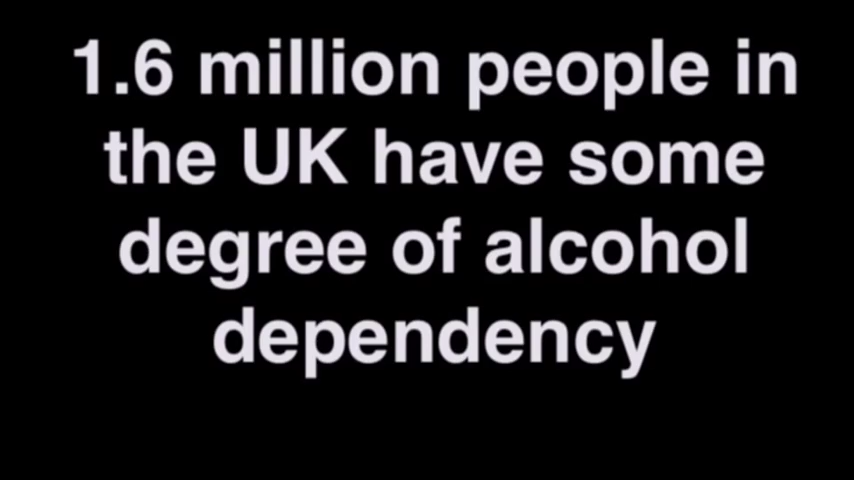 1.6 million people in
the UK have some
degree of alcohol
dependency